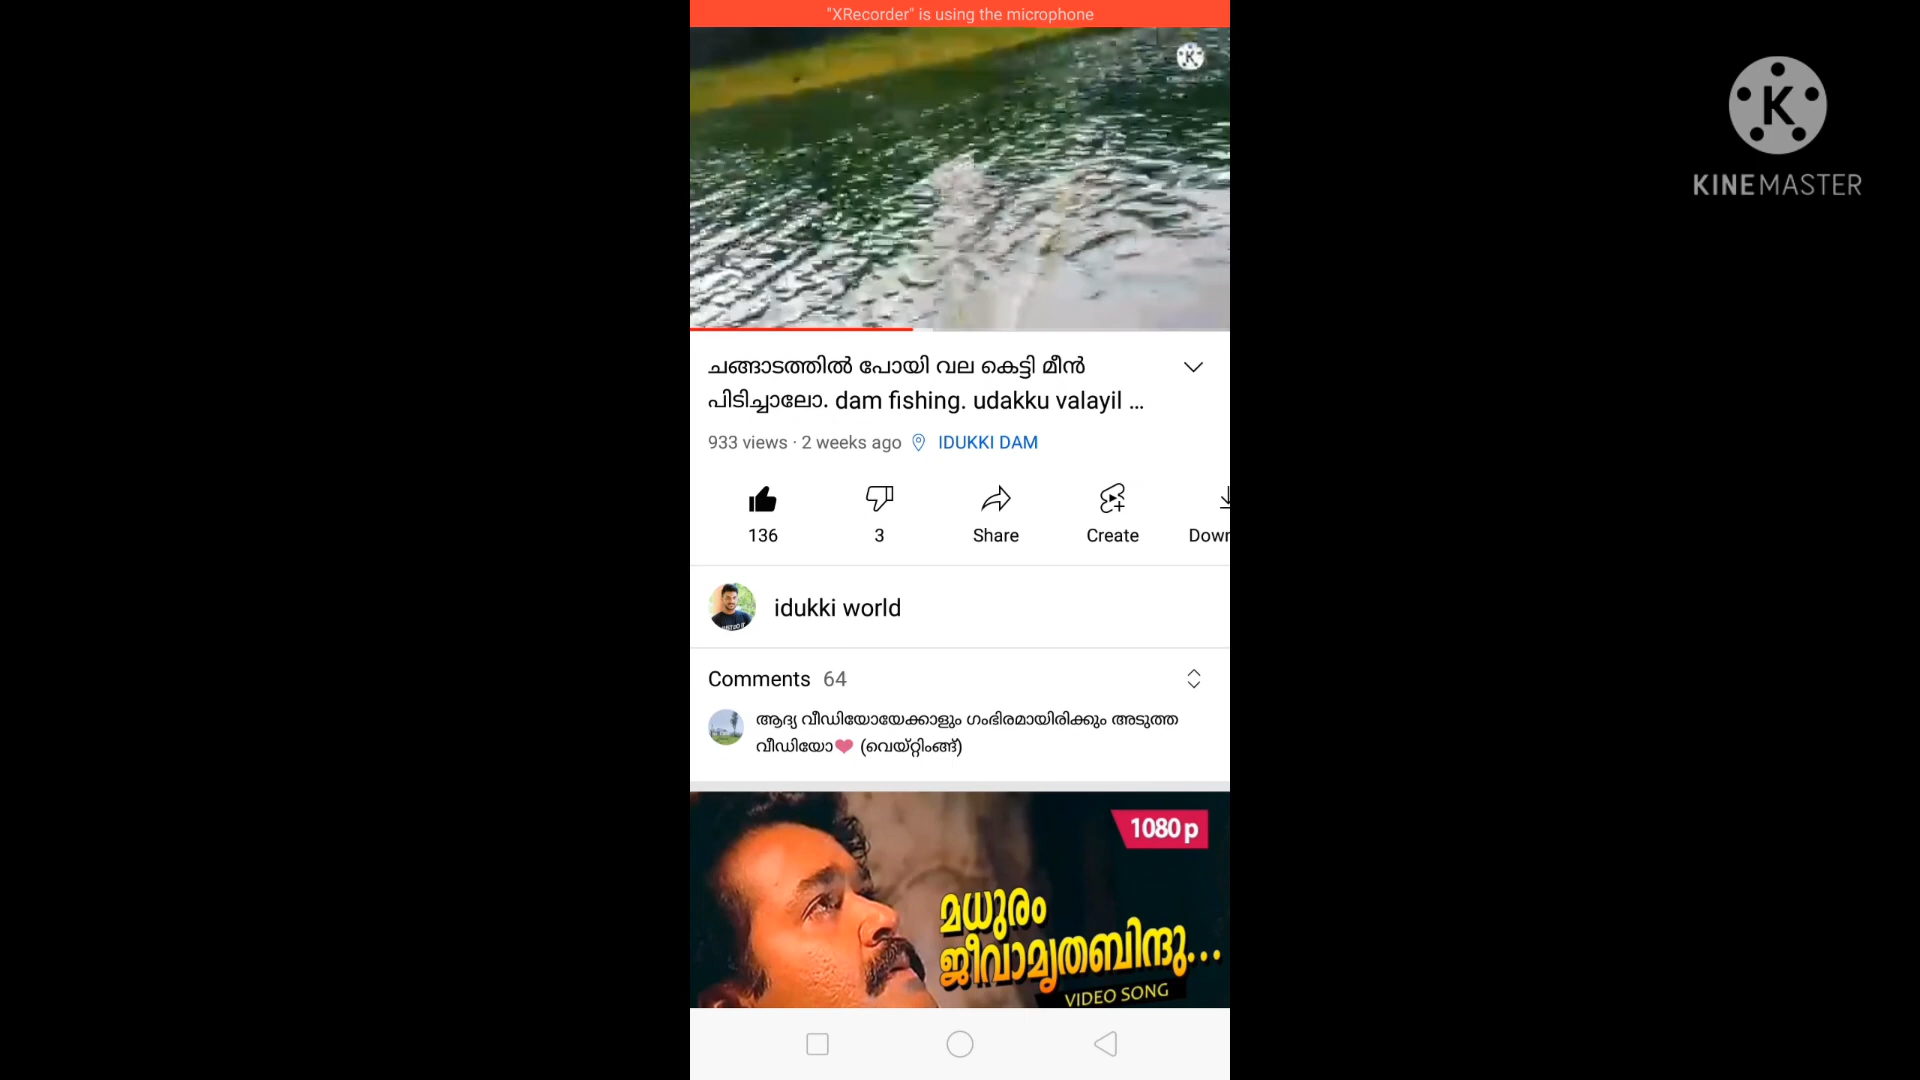 "XRecorder" is using the microphone
K
K
KINEMASTER
ചങ്ങാടത്തിൽ പോയി വല കെട്ടി മീൻ
പിടിച്ചാലോ. dam fishing. udakku valayil ...
933 views · 2 weeks ago IDUKKI DAM
136
3
Share
Create
Down
idukki world
Comments 64
ആദ്യ വീഡിയോയേക്കാളും ഗംഭിരമായിരിക്കും അടുത്ത
വീഡിയോ❤ (വെയ്റ്റിംങ്ങ്)
1080 p
മധുരം
ജീവാമൃതബിന്ദു...
VIDEO SONG